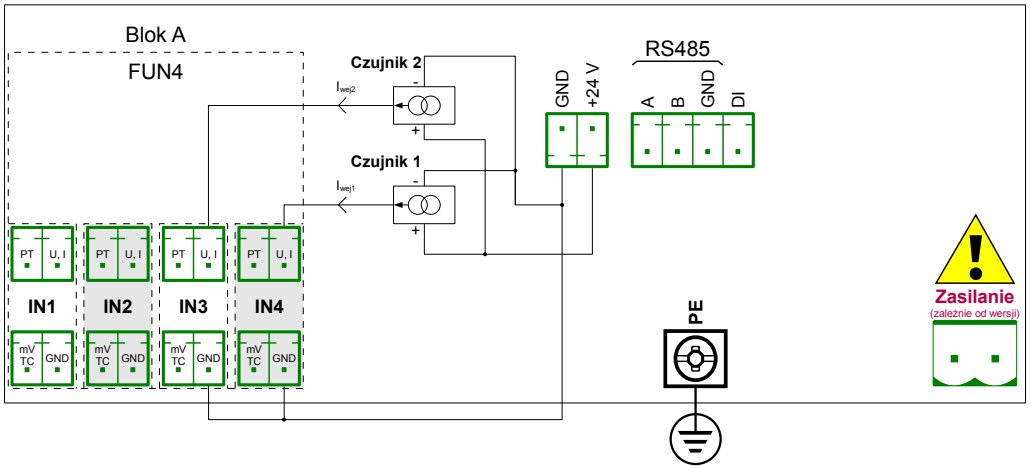 Blok A
FUN4
Czujnik 2
-
+
Iwej2
Czujnik 1
-
+
Iwej1
GND
+24 V
RS485
A
B
GND
DI
PT U, I
PT U, I
PT U, I
PT U, I
IN1
IN2
IN3
IN4
mV TC GND
mV TC GND
mV TC GND
mV TC GND
PE
!
Zasilanie
(zależnie od wersji)